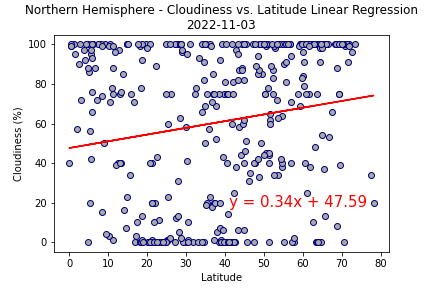 Northern Hemisphere - Cloudiness vs. Latitude Linear Regression
2022-11-03
Cloudiness (%)
100
80
60
40
20
0
y = 0.34x + 47.59
0 10 20 30 40 50 60 70 80
Latitude